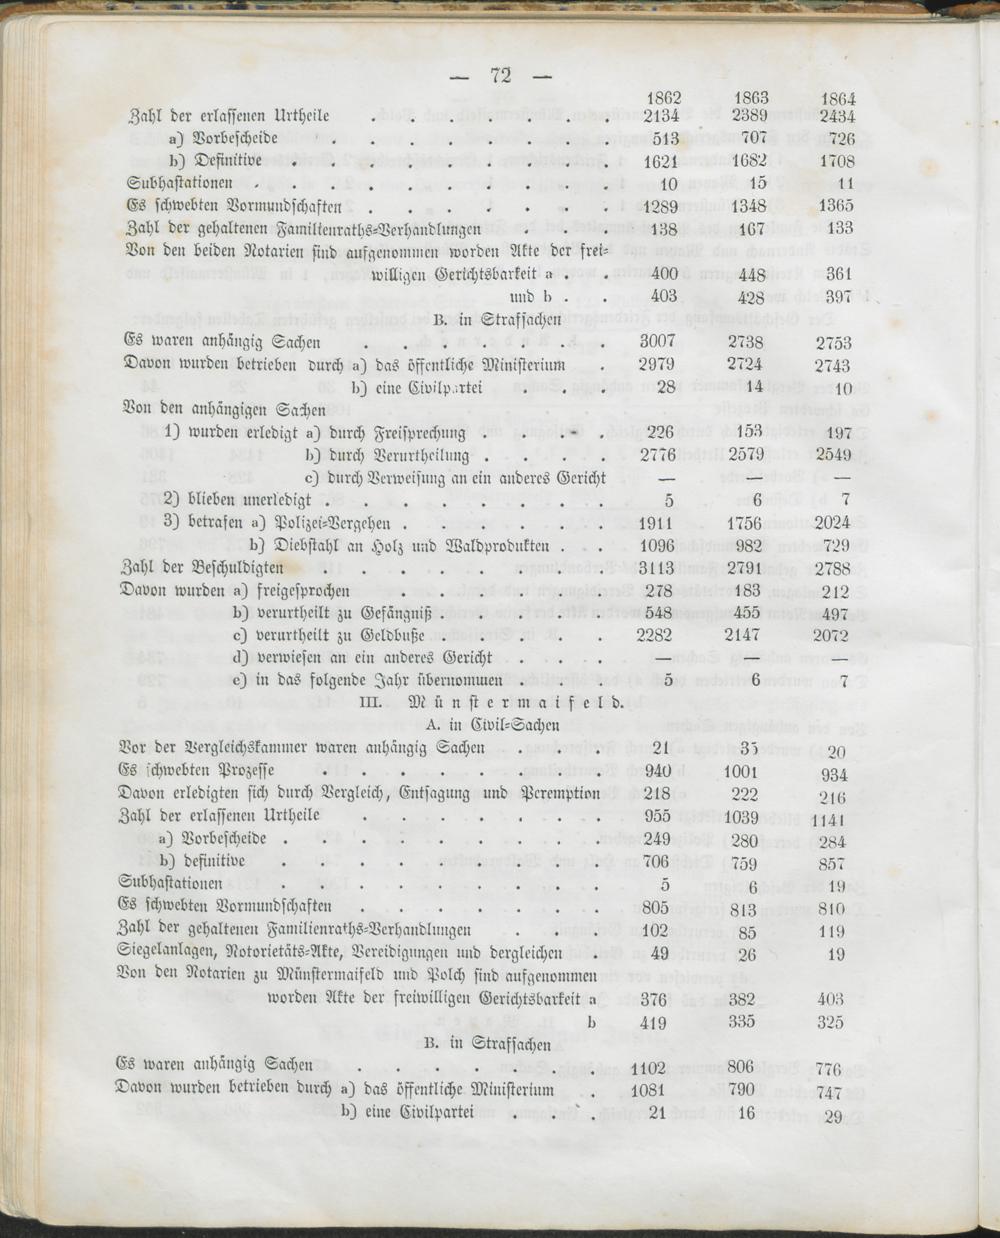 — 72 —
1862 1863 1864
Zahl der erlassenen Urtheile . . . . . . . 2134 2389 2434
a) Vorbescheide . . . . . . . . 513 707 726
b) Definitive . . . . . . . . 1621 1682 1708
Subhastationen . . . . . . . . . 10 15 11
Es schwebten Vormundschaften . . . . . . . 1289 1348 1365
Zahl der gehaltenen Familienraths-Verhandlungen . . . 138 167 133
Von den beiden Notarien sind aufgenommen worden Akte der frei-
willigen Gerichtsbarkeit a . . . 400 448 361
und b . . 403 428 397
B. in Strafsachen
Es waren anhängig Sachen . . . . . . . 3007 2738 2753
Davon wurden betrieben durch a) das öffentliche Ministerium . 2979 2724 2743
b) eine Civilpartei . . . 28 14 10
Von den anhängigen Sachen
1) wurden erledigt a) durch Freisprechung . . . . 226 153 197
b) durch Verurtheilung . . . . 2776 2579 2549
c) durch Verweisung an ein anderes Gericht — — —
2) blieben unerledigt . . . . . . . . 5 6 7
3) betrafen a) Polizei-Vergehen . . . . . . 1911 1756 2024
b) Diebstahl an Holz und Waldprodukten . . 1096 982 729
Zahl der Beschuldigten . . . . . . . . 3113 2791 2788
Davon wurden a) freigesprochen . . . . . . 278 183 212
b) verurtheilt zu Gefängniß . . . . . 548 455 497
c) verurtheilt zu Geldbuße . . . . . 2282 2147 2072
d) verwiesen an ein anderes Gericht . . . — — —
e) in das folgende Jahr übernommen . . . 5 6 7
III. Münstermaifeld.
A. in Civil-Sachen
Vor der Vergleichskammer waren anhängig Sachen . . . 21 35 20
Es schwebten Prozesse . . . . . . . . 940 1001 934
Davon erledigten sich durch Vergleich, Entsagung und Peremption 218 222 216
Zahl der erlassenen Urtheile . . . . . . . 955 1039 1141
a) Vorbescheide . . . . . . . . . 249 280 284
b) definitive . . . . . . . . . 706 759 857
Subhastationen . . . . . . . . . 5 6 19
Es schwebten Vormundschaften . . . . . . . 805 813 810
Zahl der gehaltenen Familienraths-Verhandlungen . . . 102 85 119
Siegelanlagen, Notorietäts-Akte, Vereidigungen und dergleichen . 49 26 19
Von den Notarien zu Münstermaifeld und Polch sind aufgenommen
worden Akte der freiwilligen Gerichtsbarkeit a 376 382 403
b 419 335 325
B. in Strafsachen
Es waren anhängig Sachen . . . . . . . 1102 806 776
Davon wurden betrieben durch a) das öffentliche Ministerium . 1081 790 747
b) eine Civilpartei . . . 21 16 29